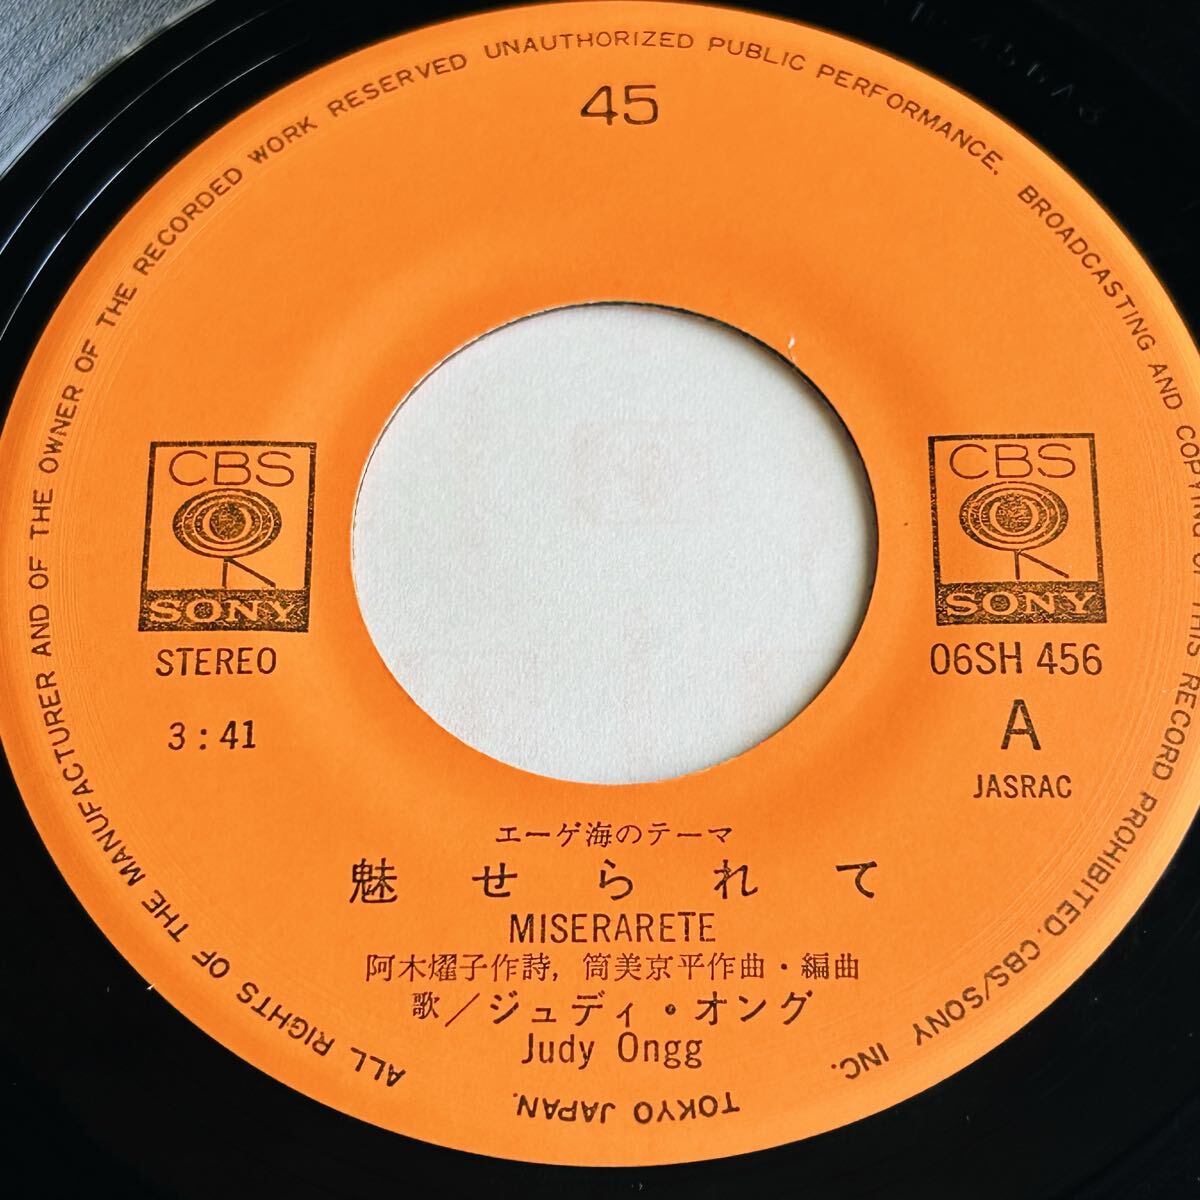 ALL RIGHTS OF THE MANUFACTURER AND OF THE OWNER OF THE RECORDED WORK RESERVED UNAUTHORIZED PUBLIC PERFORMANCE. BROADCASTING AND COPYING OF THIS RECORD PROHIBITED. CBS/SONY INC.
TOKYO JAPAN.
45
CBS
SONY
STEREO
3:41
CBS
SONY
06SH 456
A
JASRAC
エーゲ海のテーマ
魅せられて
MISERARETE
阿木燿子作詩, 筒美京平作曲・編曲
歌／ジュディ・オング
Judy Ongg